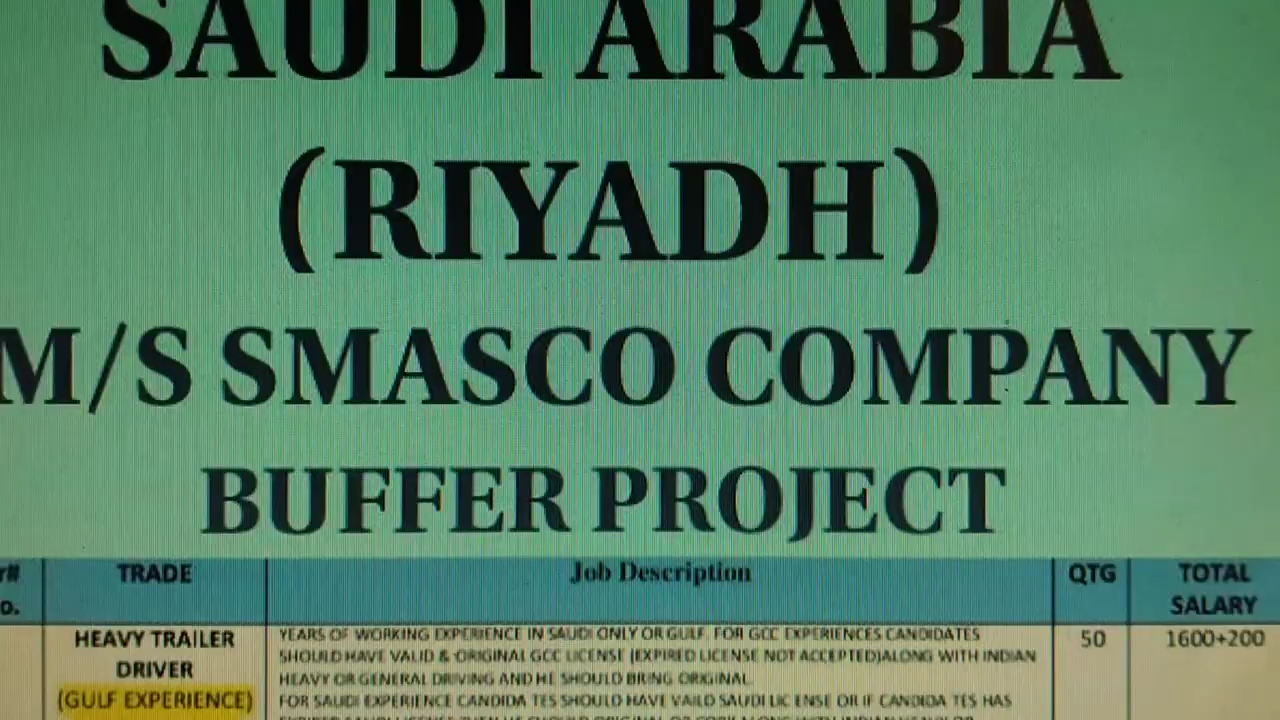 SAUDI ARABIA
(RIYADH)
M/S SMASCO COMPANY
BUFFER PROJECT
r#
o.
TRADE
Job Description
QTG
TOTAL
SALARY
HEAVY TRAILER
DRIVER
(GULF EXPERIENCE)
YEARS OF WORKING EXPERIENCE IN SAUDI ONLY OR GULF. FOR GCC EXPERIENCES CANDIDATES
SHOULD HAVE VALID & ORIGINAL GCC LICENSE (EXPIRED LICENSE NOT ACCEPTED)ALONG WITH INDIAN
HEAVY OR GENERAL DRIVING AND HE SHOULD BRING ORIGINAL.
FOR SAUDI EXPERIENCE CANDIDA TES SHOULD HAVE VAILD SAUDI LIC ENSE OR IF CANDIDA TES HAS
50
1600+200